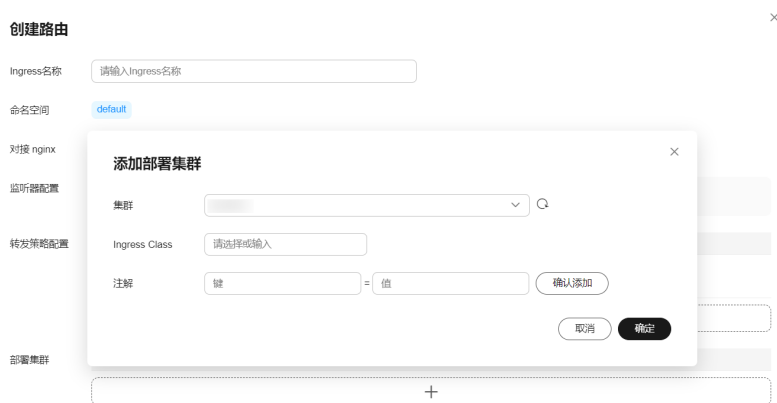 创建路由
Ingress名称 请输入Ingress名称
命名空间 default
对接 nginx
添加部署集群
监听器配置
集群
转发策略配置
Ingress Class 请选择或输入
注解 键 = 值 确认添加
取消 确定
部署集群